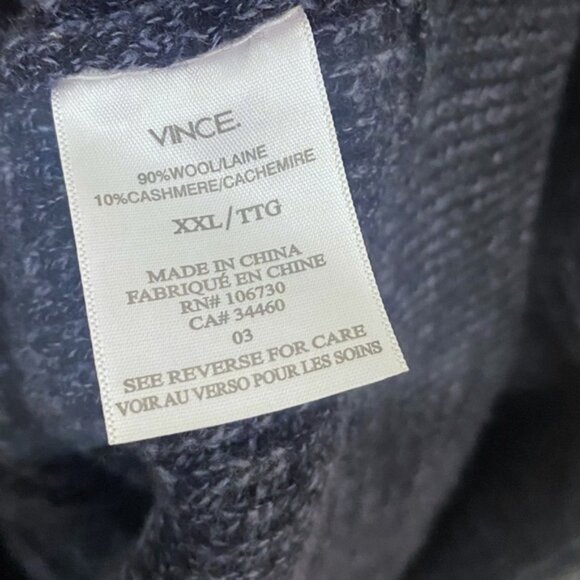 VINCE.
90%WOOL/LAINE
10%CASHMERE/CACHEMIRE
XXL/TTG
MADE IN CHINA
FABRIQUÉ EN CHINE
RN# 106730
CA# 34460
03
SEE REVERSE FOR CARE
VOIR AU VERSO POUR LES SOINS